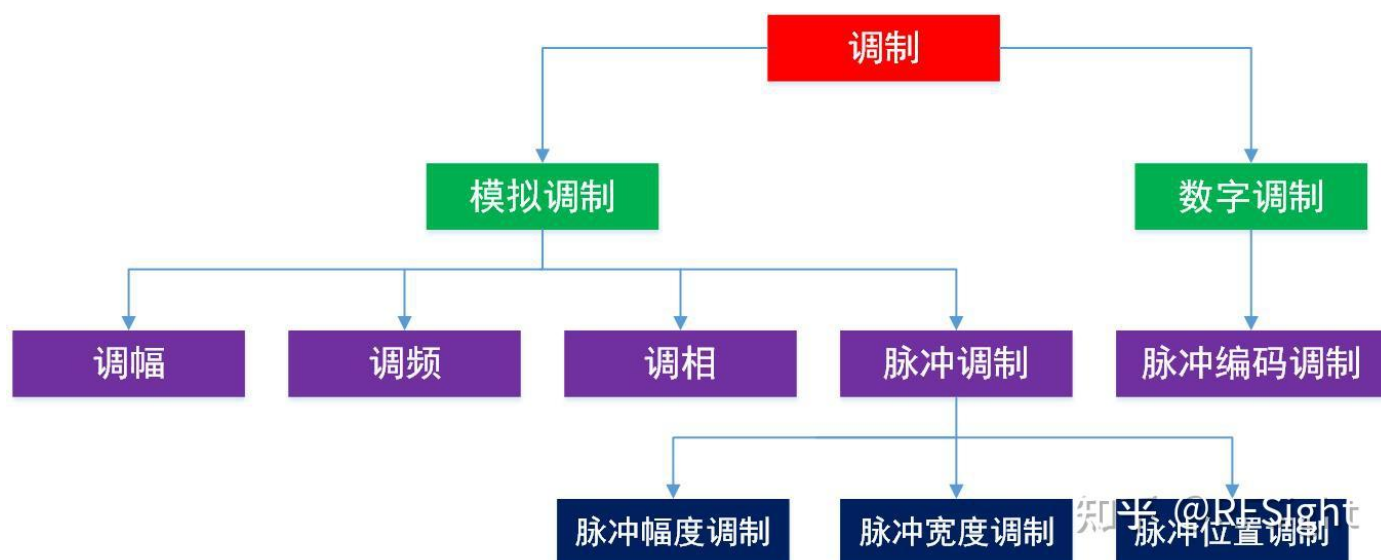 调制
模拟调制
数字调制
调幅
调频
调相
脉冲调制
脉冲编码调制
脉冲幅度调制
脉冲宽度调制
脉冲位置调制
知乎 @RFSight